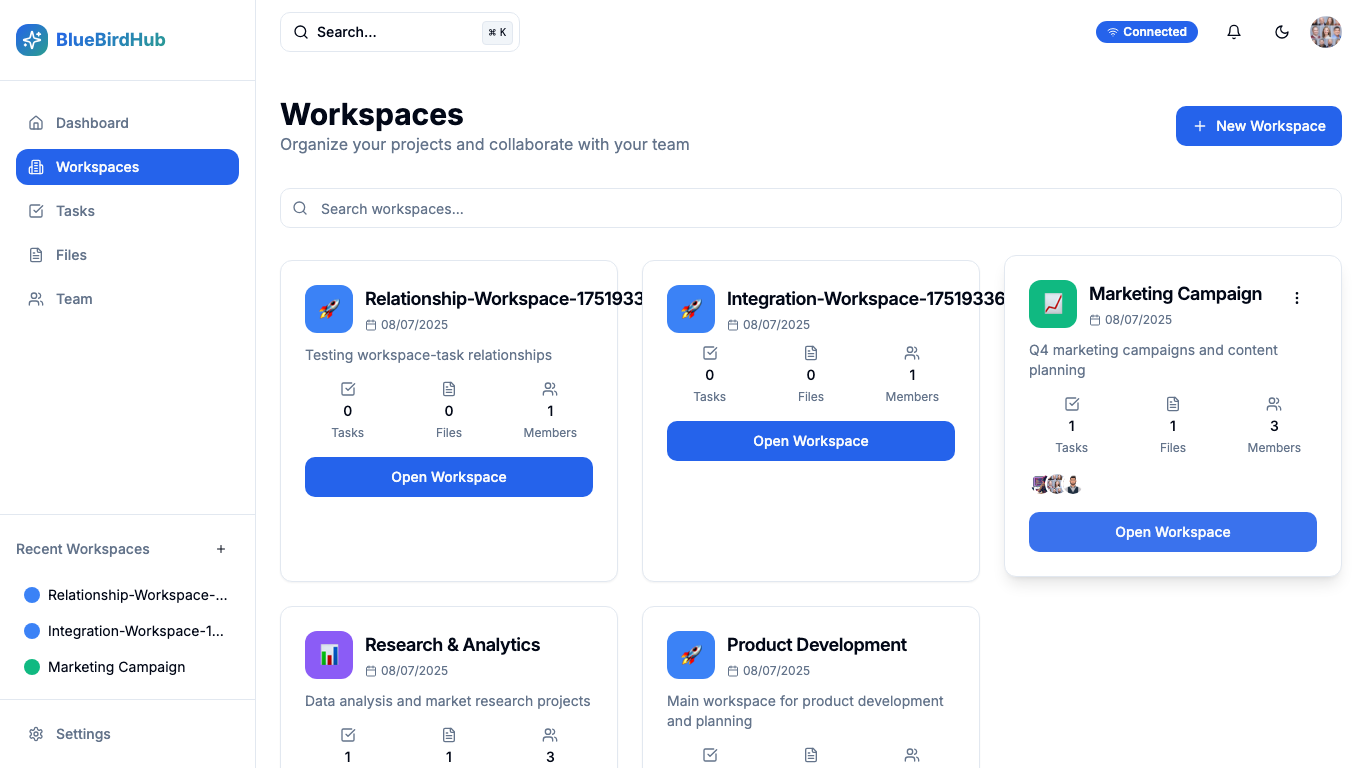 BlueBirdHub
Search...
⌘ K
Connected
Dashboard
Workspaces
Tasks
Files
Team
Recent Workspaces
Relationship-Workspace-...
Integration-Workspace-1...
Marketing Campaign
Settings
Workspaces
Organize your projects and collaborate with your team
New Workspace
Search workspaces...
Relationship-Workspace-1751933
08/07/2025
Testing workspace-task relationships
0
Tasks
0
Files
1
Members
Open Workspace
Integration-Workspace-17519336
08/07/2025
0
Tasks
0
Files
1
Members
Open Workspace
Marketing Campaign
08/07/2025
Q4 marketing campaigns and content
planning
1
Tasks
1
Files
3
Members
Open Workspace
Research & Analytics
08/07/2025
Data analysis and market research projects
1
1
3
Product Development
08/07/2025
Main workspace for product development
and planning